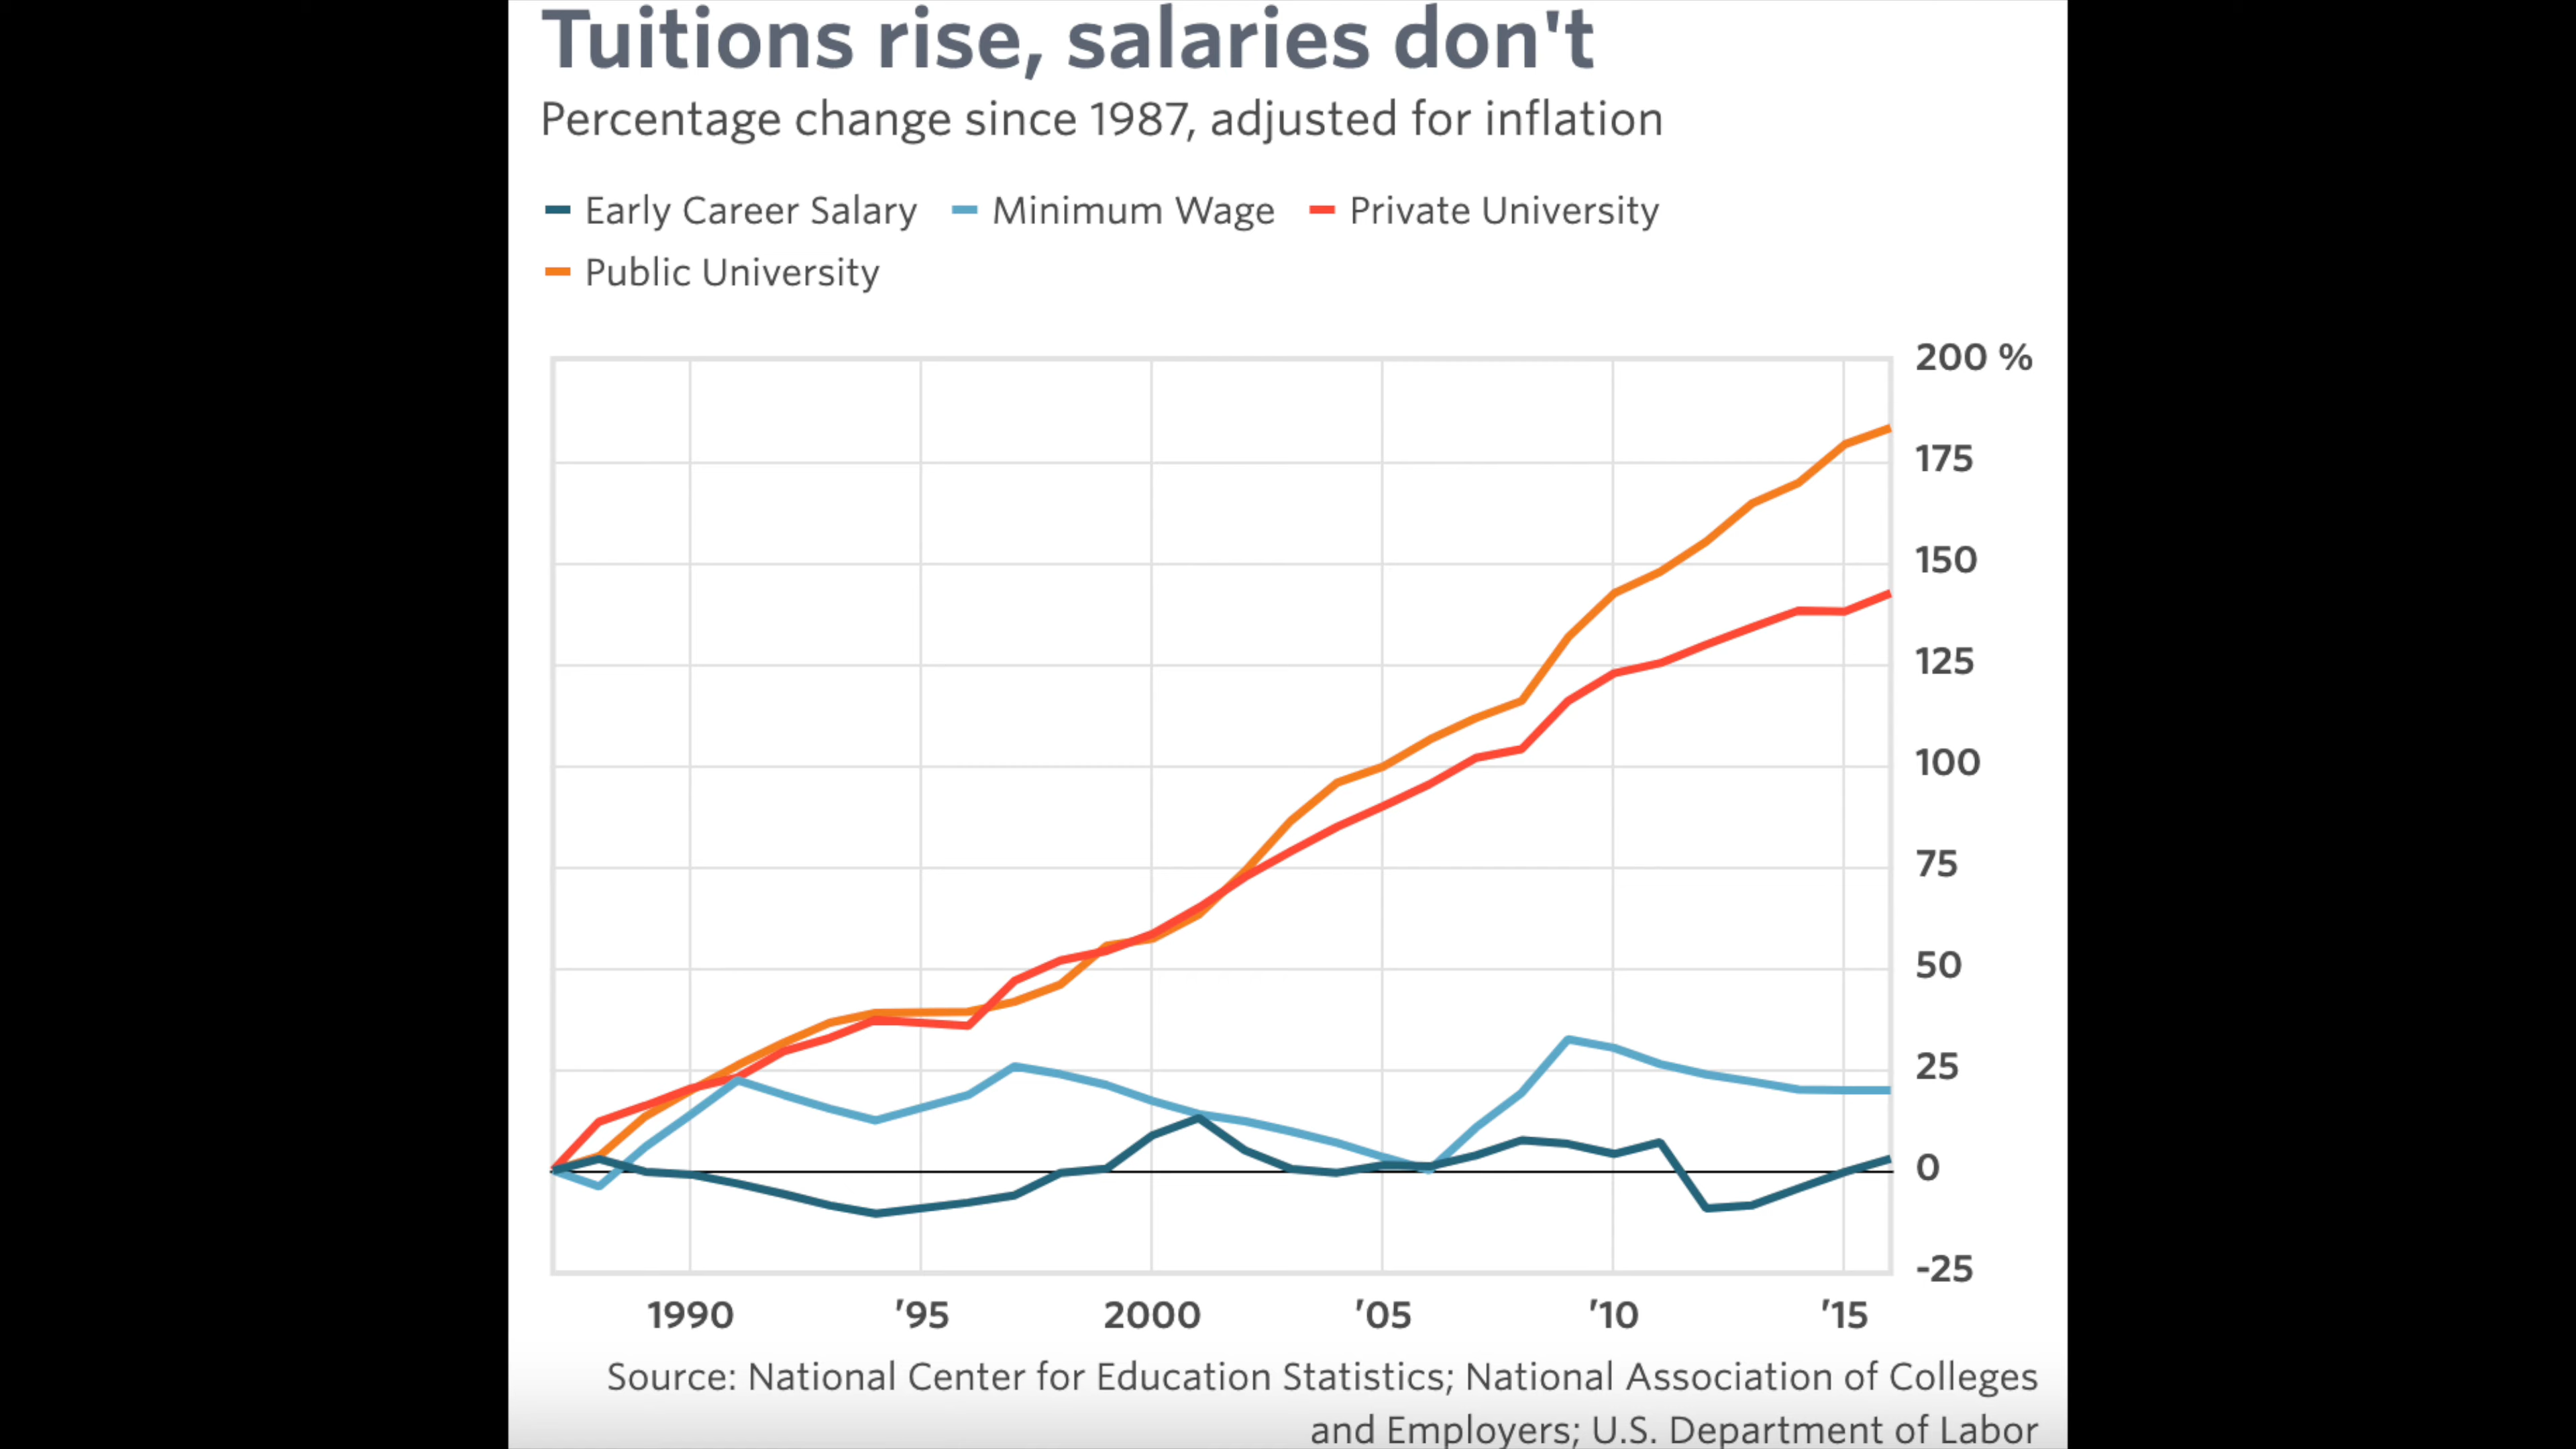 Tuitions rise, salaries don't
Percentage change since 1987, adjusted for inflation
Early Career Salary Minimum Wage Private University
Public University
200 %
175
150
125
100
75
50
25
0
-25
1990 '95 2000 '05 '10 '15
Source: National Center for Education Statistics; National Association of Colleges
and Employers; U.S. Department of Labor